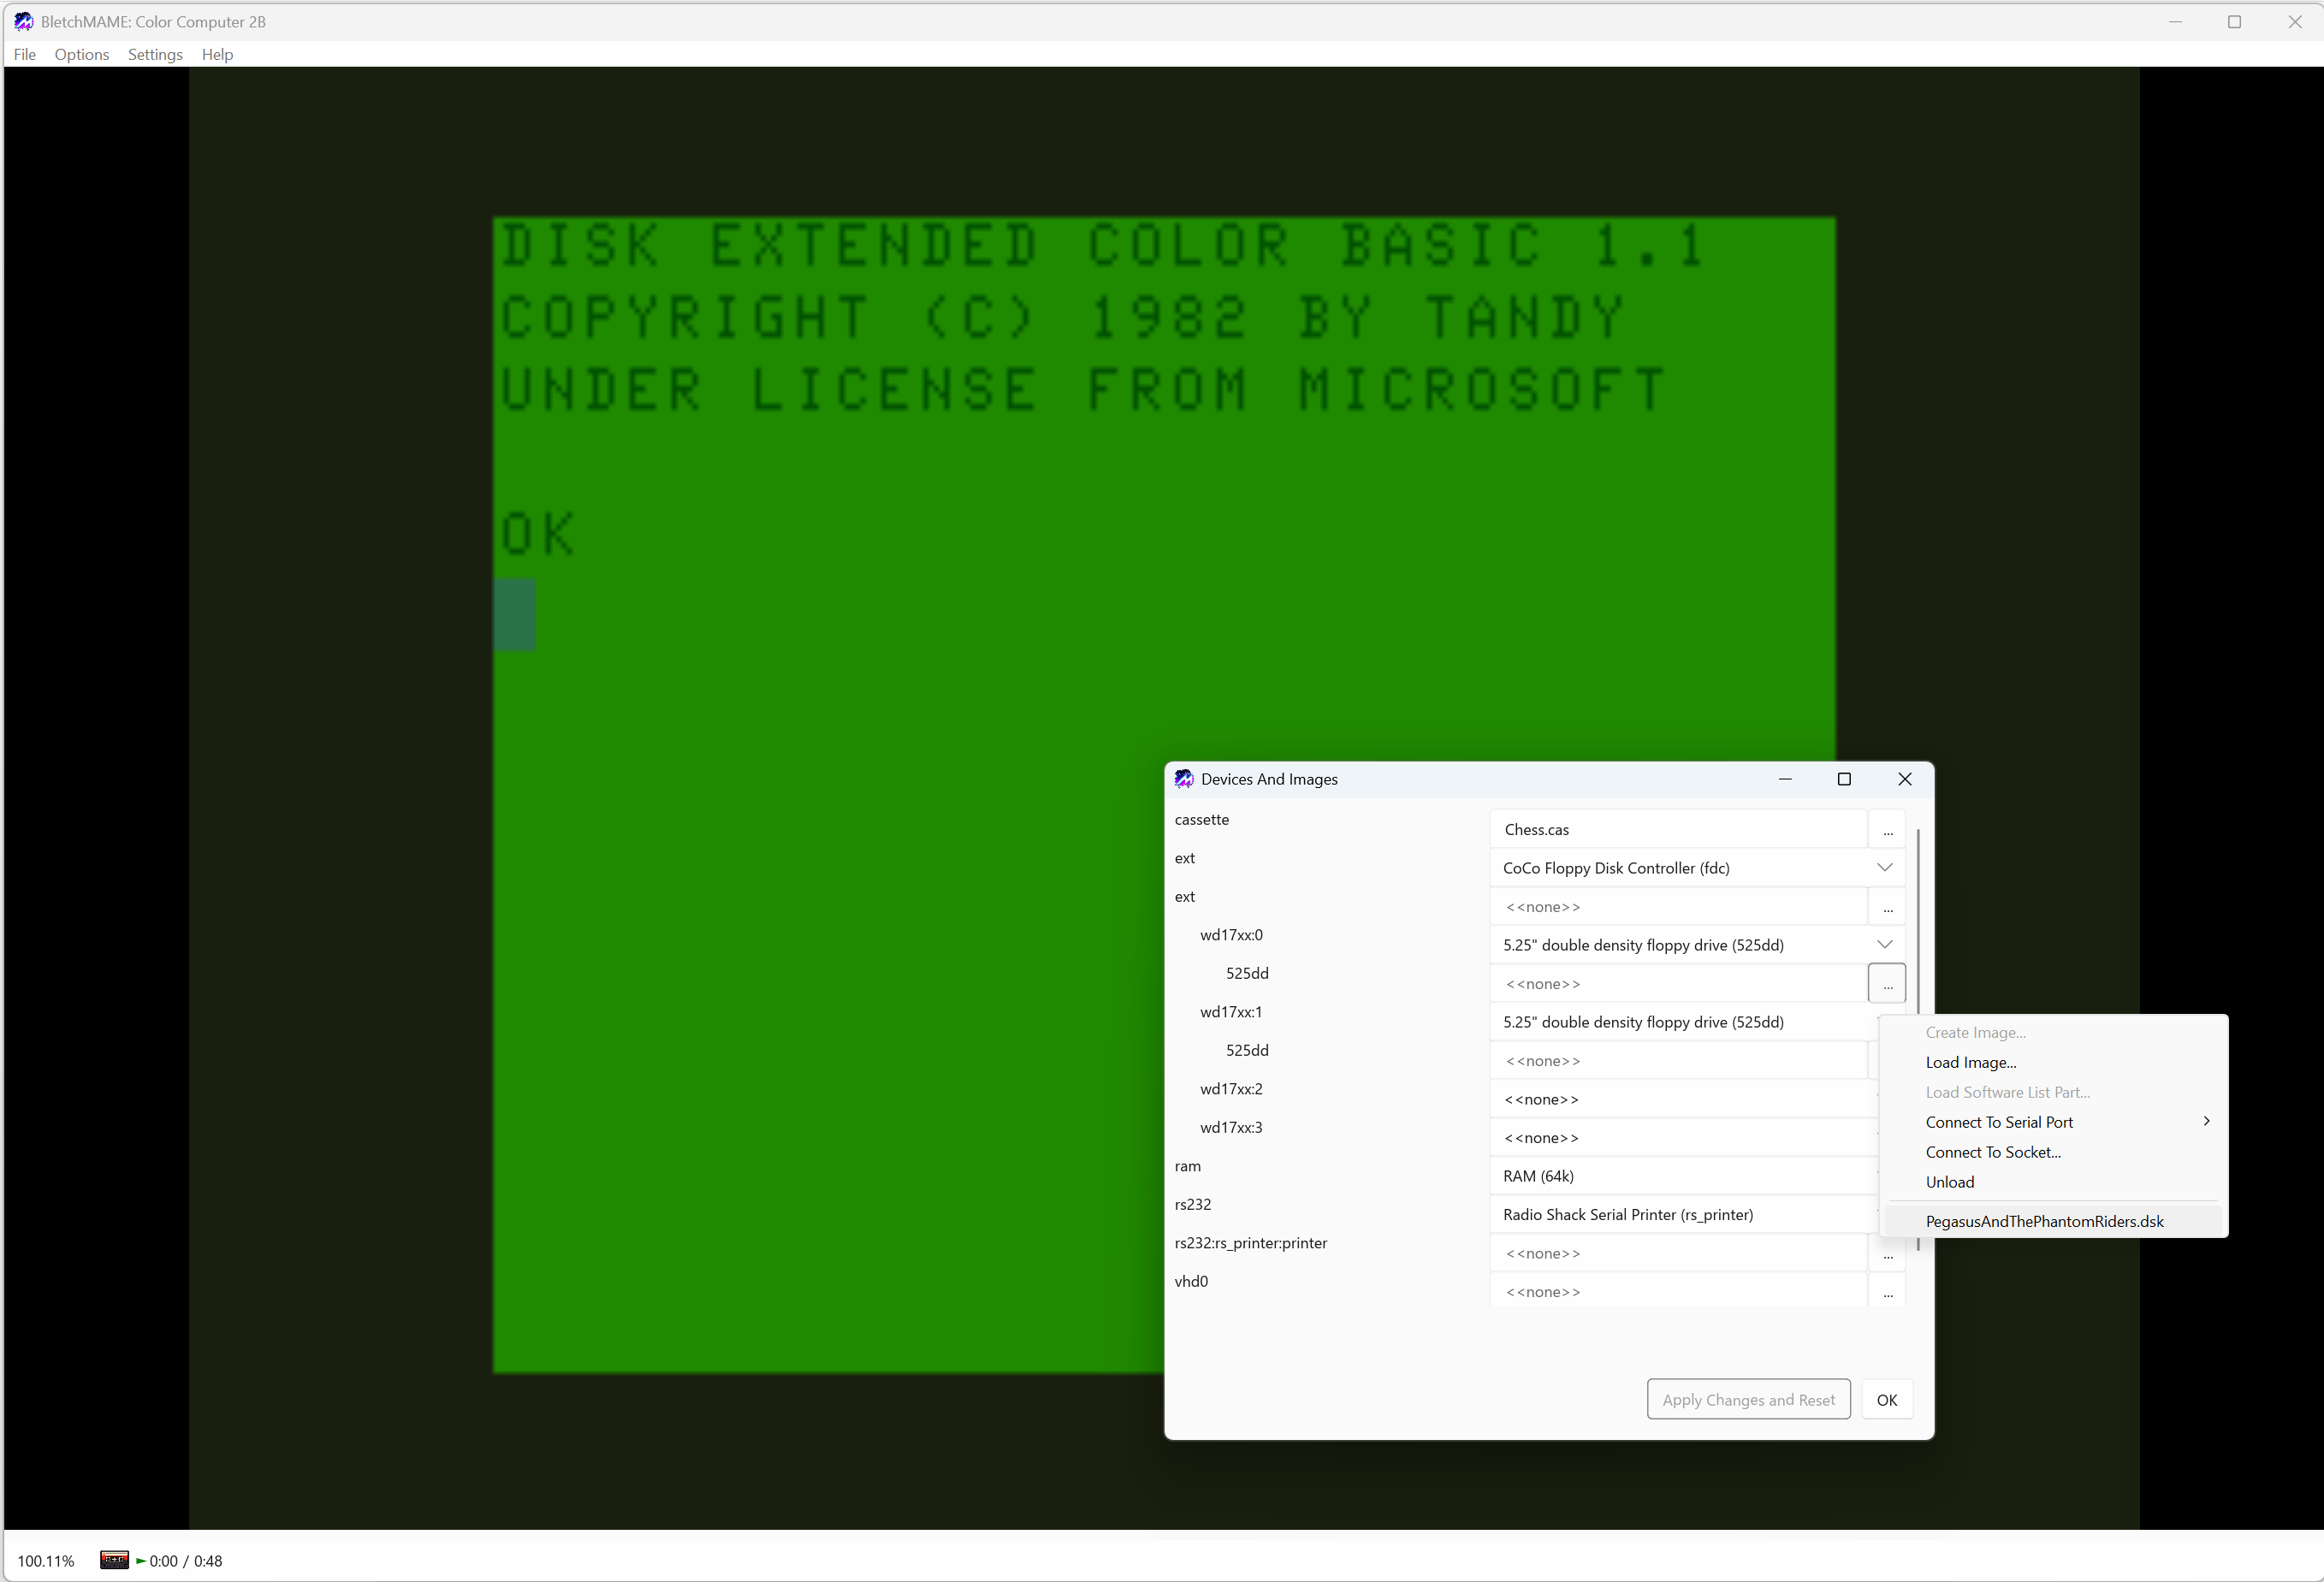 BletchMAME: Color Computer 2B
File Options Settings Help
DISK EXTENDED COLOR BASIC 1.1
COPYRIGHT (C) 1982 BY TANDY
UNDER LICENSE FROM MICROSOFT
OK
Devices And Images
cassette Chess.cas ...
ext CoCo Floppy Disk Controller (fdc)
ext <<none>> ...
wd17xx:0 5.25" double density floppy drive (525dd)
525dd <<none>> ...
wd17xx:1 5.25" double density floppy drive (525dd)
525dd <<none>>
wd17xx:2 <<none>>
wd17xx:3 <<none>>
ram RAM (64k)
rs232 Radio Shack Serial Printer (rs_printer)
rs232:rs_printer:printer <<none>> ...
vhd0 <<none>> ...
Create Image...
Load Image...
Load Software List Part...
Connect To Serial Port
Connect To Socket...
Unload
PegasusAndThePhantomRiders.dsk
Apply Changes and Reset OK
100.11% 0:00 / 0:48